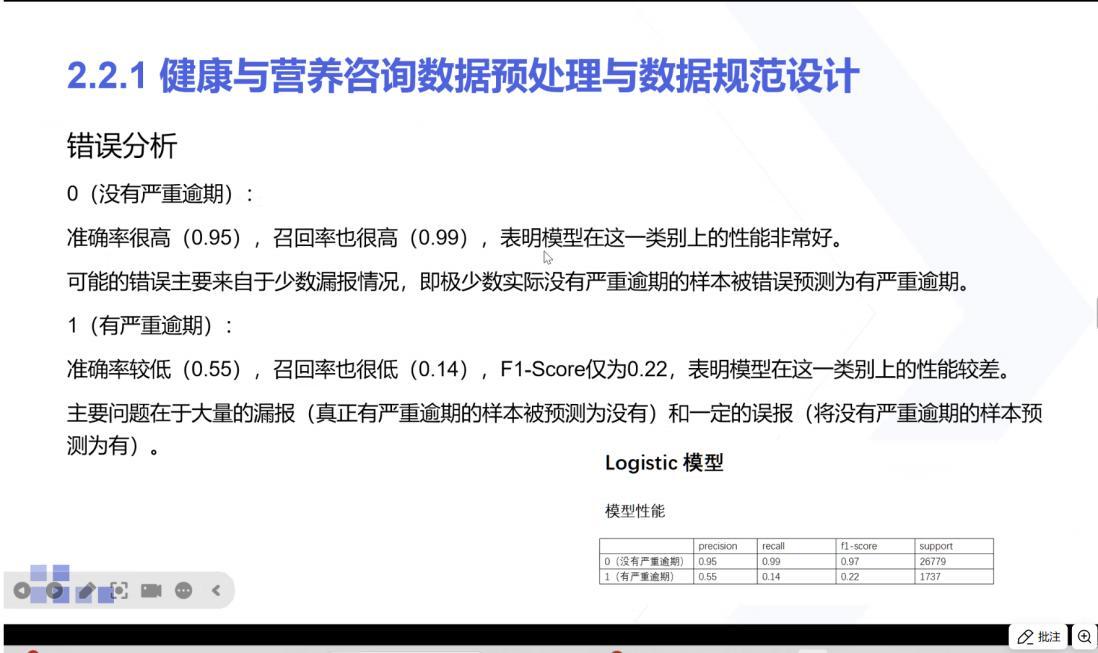 2.2.1 健康与营养咨询数据预处理与数据规范设计
错误分析
0（没有严重逾期）：
准确率很高（0.95），召回率也很高（0.99），表明模型在这一类别上的性能非常好。
可能的错误主要来自于少数漏报情况，即极少数实际没有严重逾期的样本被错误预测为有严重逾期。
1（有严重逾期）：
准确率较低（0.55），召回率也很低（0.14），F1-Score仅为0.22，表明模型在这一类别上的性能较差。
主要问题在于大量的漏报（真正有严重逾期的样本被预测为没有）和一定的误报（将没有严重逾期的样本预
测为有）。
Logistic 模型
模型性能
precision recall f1-score support
0（没有严重逾期） 0.95 0.99 0.97 26779
1（有严重逾期） 0.55 0.14 0.22 1737
批注